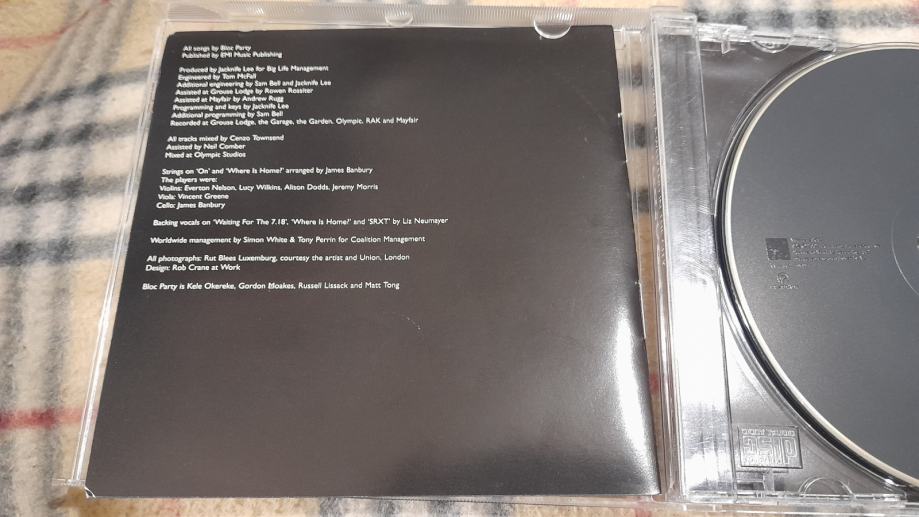 All songs by Bloc Party
Published by EMI Music Publishing
Produced by Jacknife Lee for Big Life Management
Engineered by Tom McFall
Additional engineering by Sam Bell and Jacknife Lee
Assisted at Grouse Lodge by Rowen Rossiter
Assisted at Mayfair by Andrew Rugg
Programming and keys by Jacknife Lee
Additional programming by Sam Bell
Recorded at Grouse Lodge, the Garage, the Garden, Olympic, RAK and Mayfair
All tracks mixed by Cenzo Townsend
Assisted by Neil Comber
Mixed at Olympic Studios
Strings on 'On' and 'Where Is Home?' arranged by James Banbury
The players were:
Violins: Everton Nelson, Lucy Wilkins, Alison Dodds, Jeremy Morris
Viola: Vincent Greene
Cello: James Banbury
Backing vocals on 'Waiting For The 7.18', 'Where Is Home?' and 'SRXT' by Liz Neumayer
Worldwide management by Simon White & Tony Perrin for Coalition Management
All photographs: Rut Blees Luxemburg, courtesy the artist and Union, London
Design: Rob Crane at Work
Bloc Party is Kele Okereke, Gordon Moakes, Russell Lissack and Matt Tong
disc
DIGITAL AUDIO